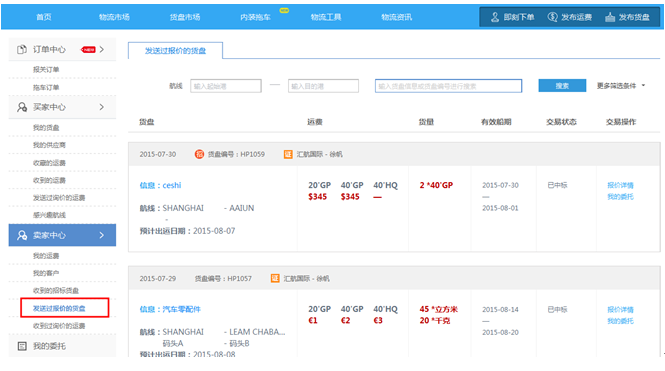 首页 物流市场 货盘市场 内装拖车 物流工具 物流资讯 即刻下单 发布运费 发布货盘
订单中心 NEW
报关订单
拖车订单
买家中心
我的货盘
我的供应商
收藏的运费
收到的运费
发送过询价的运费
感兴趣航线
卖家中心
我的运费
我的客户
收到的招标货盘
发送过报价的货盘
收到过询价的运费
我的委托
发送过报价的货盘
航线 输入起始港 — 输入目的港 输入货盘信息或货盘编号进行搜索 搜索 更多筛选条件
货盘 运费 货量 有效船期 交易状态 交易操作
2015-07-30 货盘编号：HP1059 证 汇航国际 - 徐帆
信息：ceshi 20'GP 40'GP 40'HQ 2 *40'GP 2015-07-30 已中标 报价详情
$345 $345 — — 我的委托
航线：SHANGHAI - AAIUN 2015-08-01
-
预计出运日期：2015-08-07
2015-07-29 货盘编号：HP1057 证 汇航国际 - 徐帆
信息：汽车零配件 20'GP 40'GP 40'HQ 45 *立方米 2015-08-14 已中标 报价详情
€1 €2 €3 20 *千克 — 我的委托
航线：SHANGHAI - LEAM CHABA... 2015-08-20
码头A - 码头B
预计出运日期：2015-08-08